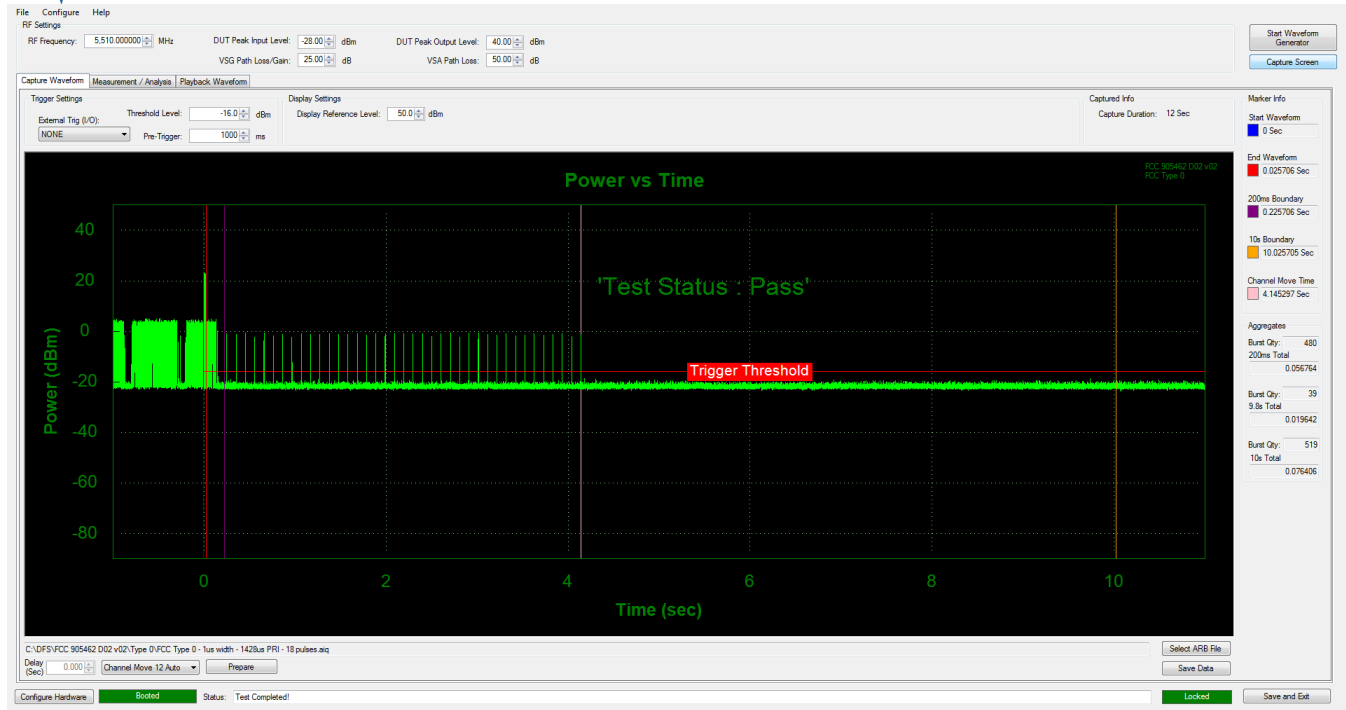 File Configure Help
RF Settings
RF Frequency: 5,510.000000 MHz DUT Peak Input Level: -28.00 dBm DUT Peak Output Level: 40.00 dBm
VSG Path Loss/Gain: 25.00 dB VSA Path Loss: 50.00 dB
Start Waveform
Generator
Capture Screen
Capture Waveform Measurement / Analysis Playback Waveform
Trigger Settings
External Trig (I/O):
NONE
Threshold Level: -16.0 dBm
Pre-Trigger: 1000 ms
Display Settings
Display Reference Level: 50.0 dBm
Captured Info
Capture Duration: 12 Sec
Marker Info
Start Waveform
0 Sec
End Waveform
0.025706 Sec
200ms Boundary
0.225706 Sec
10s Boundary
10.025705 Sec
Channel Move Time
4.145297 Sec
Aggregates
Burst Qty: 480
200ms Total
0.056764
Burst Qty: 39
9.8s Total
0.019642
Burst Qty: 519
10s Total
0.076406
Power vs Time
FCC 905462 D02 v02
FCC Type 0
'Test Status : Pass'
Trigger Threshold
Power (dBm)
40
20
0
-20
-40
-60
-80
0 2 4 6 8 10
Time (sec)
C:\DFS\FCC 905462 D02 v02\Type 0\FCC Type 0 - 1us width - 1428us PRI - 18 pulses.aiq
Select ARB File
Delay
(Sec) 0.000 Channel Move 12 Auto Prepare
Save Data
Configure Hardware Booted Status: Test Completed! Locked Save and Exit